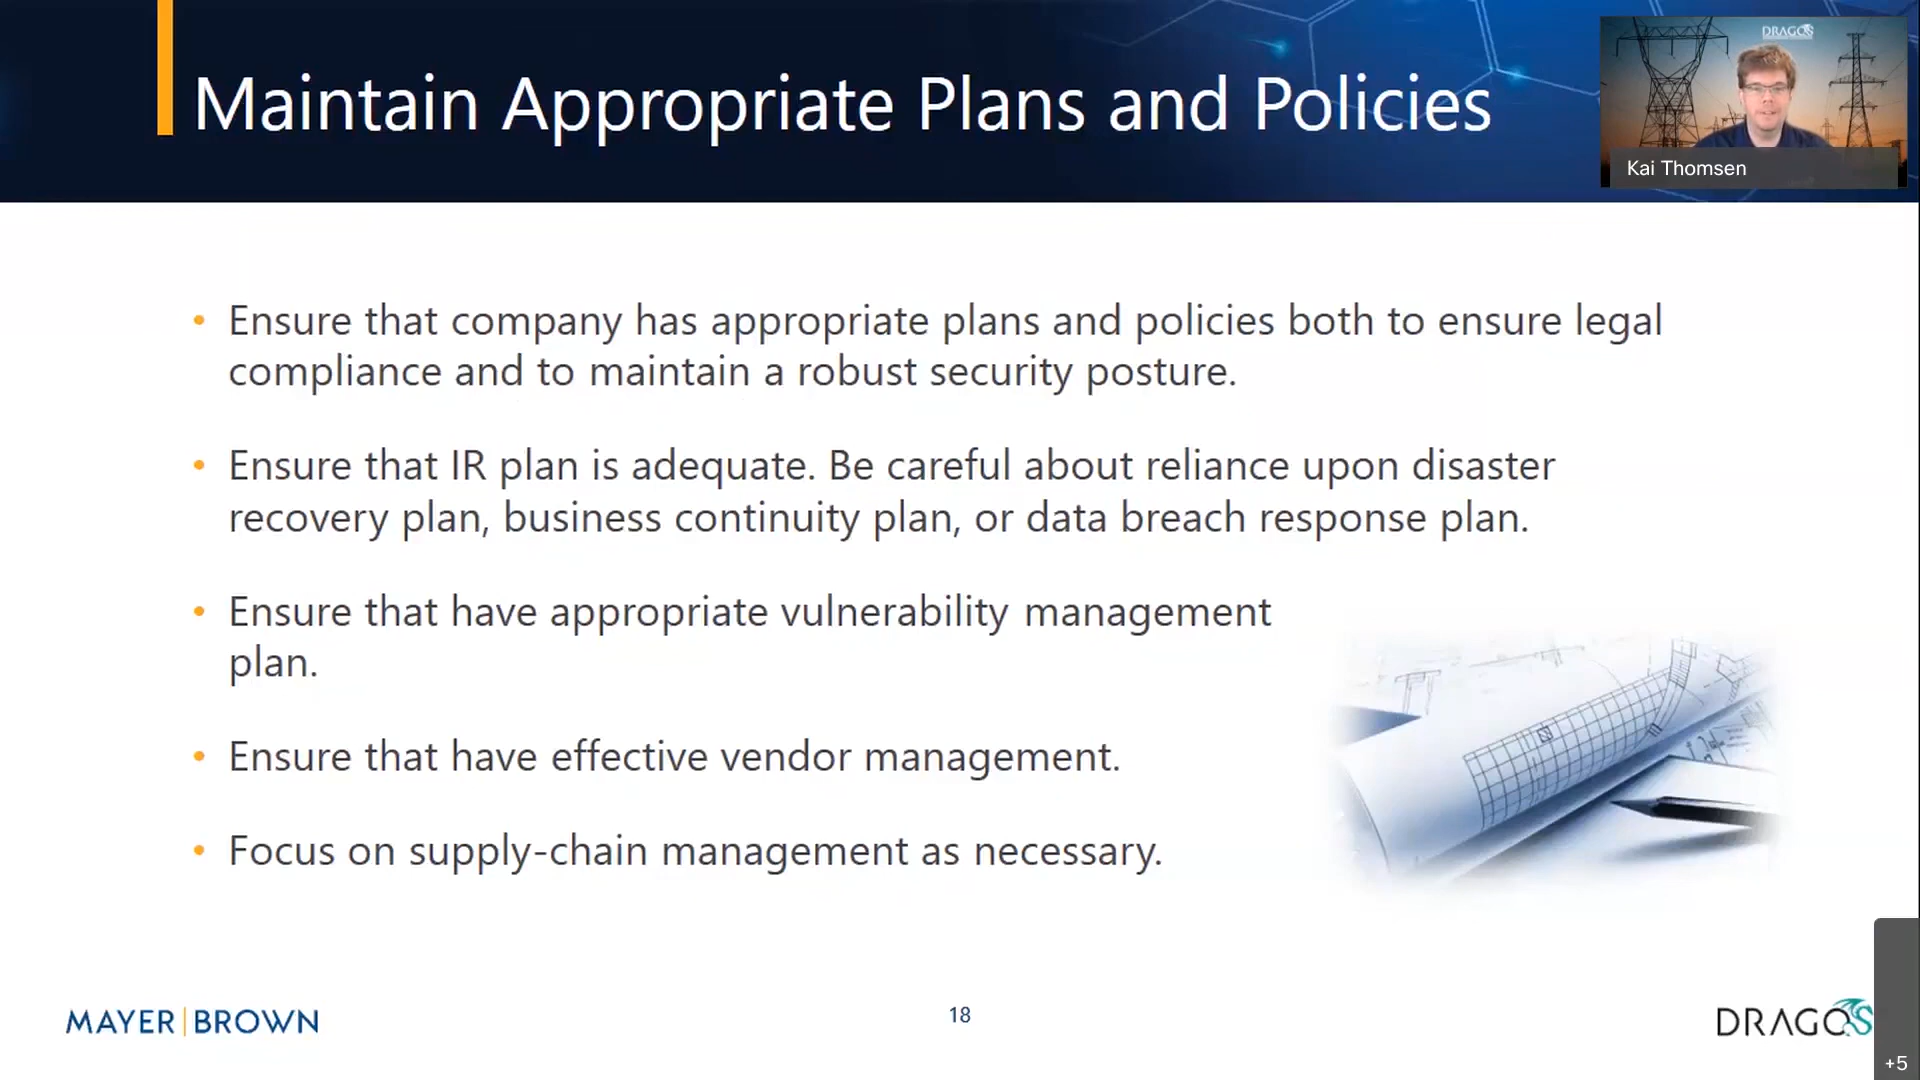 Maintain Appropriate Plans and Policies
DRAGOS
Kai Thomsen
• Ensure that company has appropriate plans and policies both to ensure legal
compliance and to maintain a robust security posture.
• Ensure that IR plan is adequate. Be careful about reliance upon disaster
recovery plan, business continuity plan, or data breach response plan.
• Ensure that have appropriate vulnerability management
plan.
• Ensure that have effective vendor management.
• Focus on supply-chain management as necessary.
MAYER|BROWN
18
DRAGOS
+5